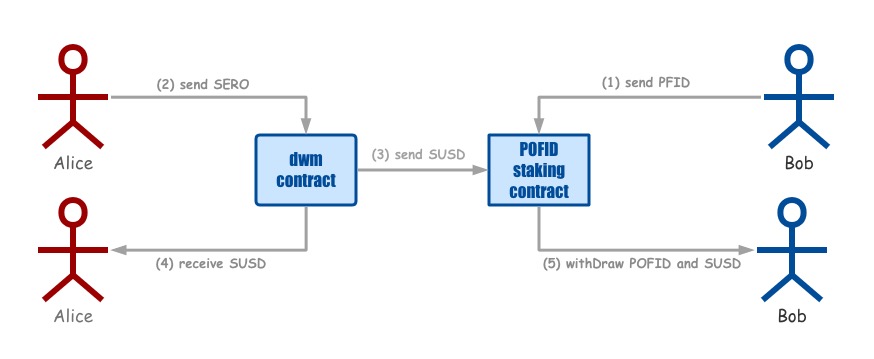 (2) send SERO
(1) send PFID
Alice
dwm
contract
(3) send SUSD
POFID
staking
contract
Bob
(4) receive SUSD
(5) withDraw POFID and SUSD
Alice
Bob